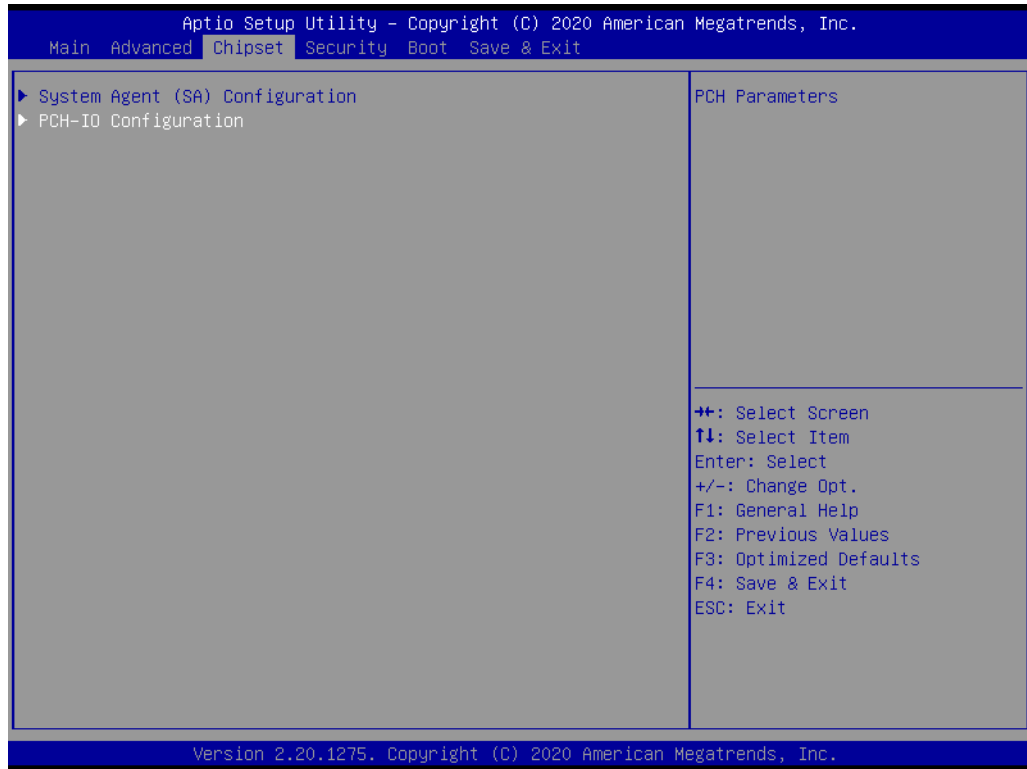 Aptio Setup Utility – Copyright (C) 2020 American Megatrends, Inc.
Main Advanced Chipset Security Boot Save & Exit
▶ System Agent (SA) Configuration
▶ PCH-IO Configuration
PCH Parameters
→←: Select Screen
↑↓: Select Item
Enter: Select
+/-: Change Opt.
F1: General Help
F2: Previous Values
F3: Optimized Defaults
F4: Save & Exit
ESC: Exit
Version 2.20.1275. Copyright (C) 2020 American Megatrends, Inc.